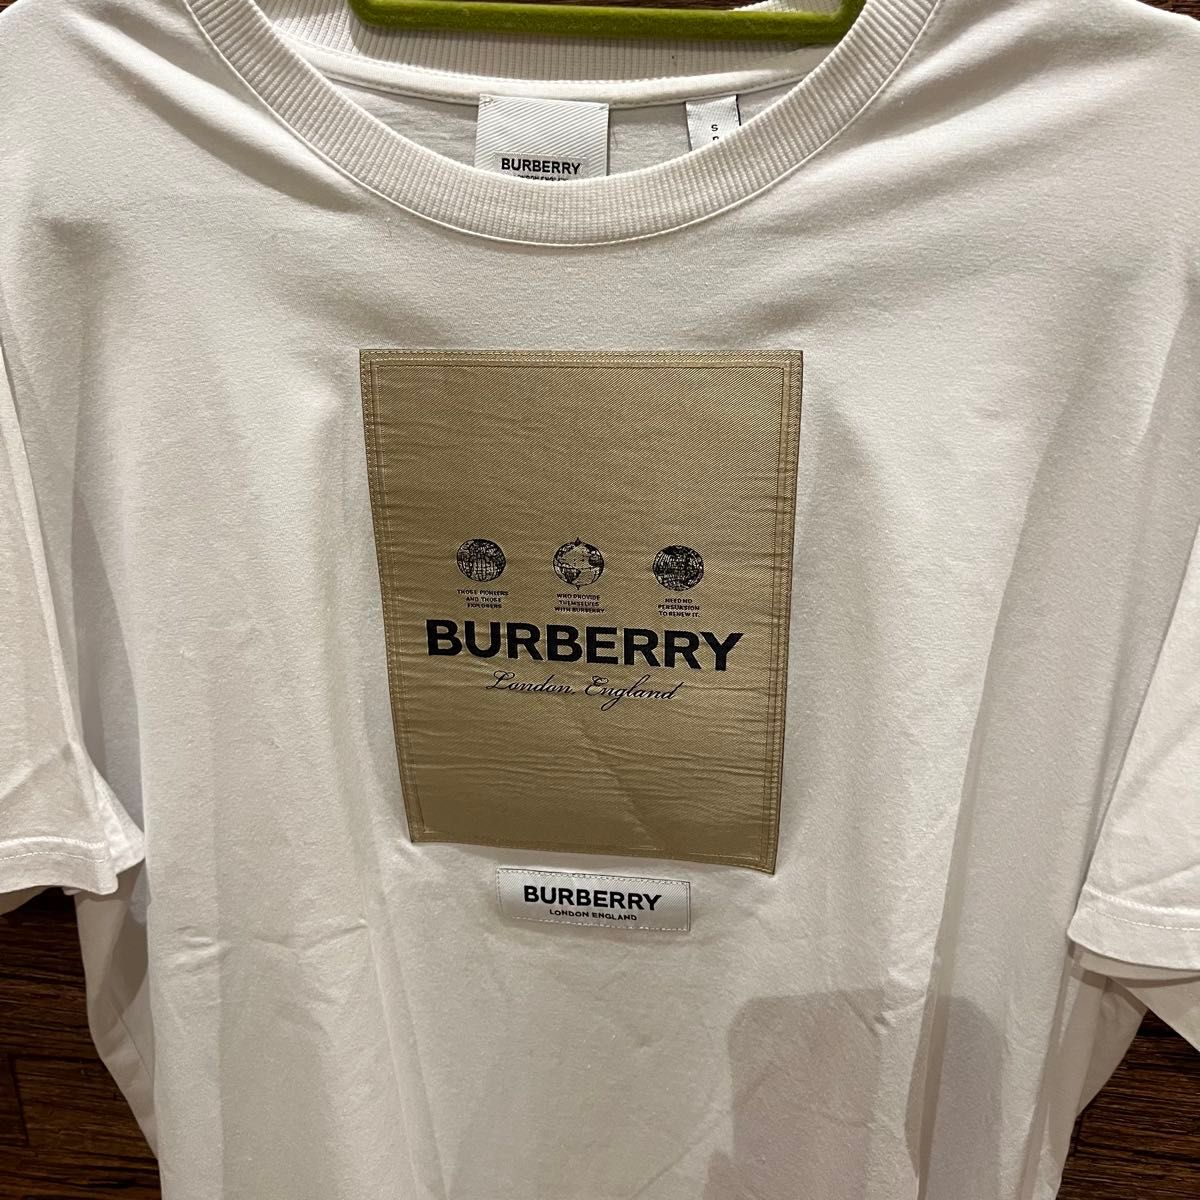 BURBERRY
S
THOSE PIONEERS
AND THOSE
EXPLORERS
WHO PROVIDE
THEMSELVES
WITH BURBERRY
NEED NO
PERSUASION
TO RENEW IT.
BURBERRY
London, England
BURBERRY
LONDON ENGLAND